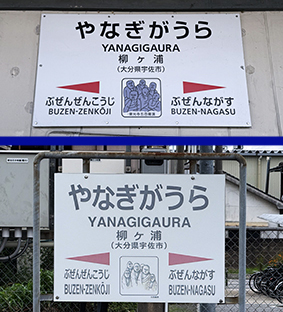 やなぎがうら
YANAGIGAURA
柳ヶ浦
(大分県宇佐市)
ぶぜんぜんこうじ ぶぜんながす
BUZEN-ZENKŌJI BUZEN-NAGASU
やなぎがうら
YANAGIGAURA
柳ヶ浦
(大分県宇佐市)
ぶぜんぜんこうじ ぶぜんながす
BUZEN-ZENKŌJI BUZEN-NAGASU